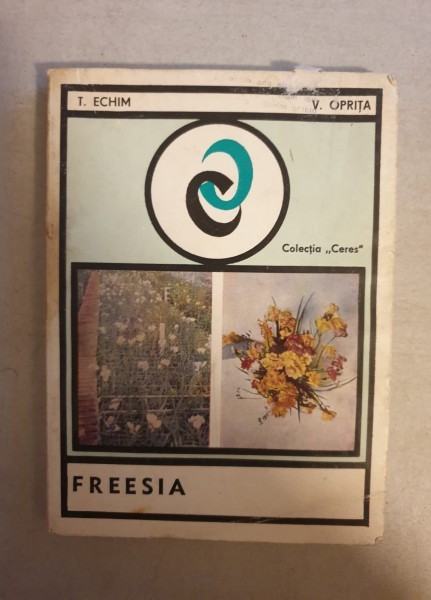 T. ECHIM
V. OPRIȚA
Colecția „Ceres"
FREESIA